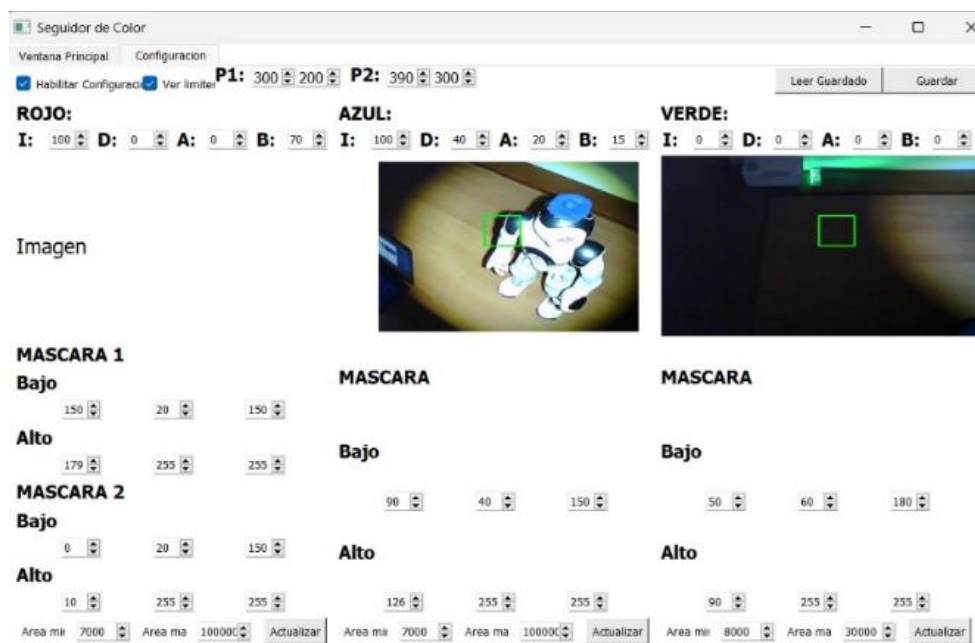 Seguidor de Color
Ventana Principal Configuracion
Habilitar Configuraci Ver limite P1: 300 200 P2: 390 300 Leer Guardado Guardar
ROJO: AZUL: VERDE:
I: 100 D: 0 A: 0 B: 70 I: 100 D: 40 A: 20 B: 15 I: 0 D: 0 A: 0 B: 0
Imagen
MASCARA 1
Bajo
150 20 150
Alto
179 255 255
MASCARA 2
Bajo
0 20 150
Alto
10 255 255
Area mi 7000 Area ma 10000 Actualizar
MASCARA
Bajo
90 40 150
Alto
126 255 255
Area mi 7000 Area ma 10000 Actualizar
MASCARA
Bajo
50 60 180
Alto
90 255 255
Area mi 8000 Area ma 30000 Actualizar